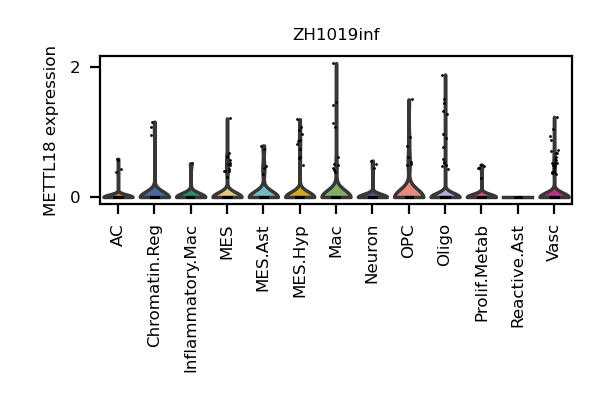 ZH1019inf
METTL18 expression
2
0
AC
Chromatin.Reg
Inflammatory.Mac
MES
MES.Ast
MES.Hyp
Mac
Neuron
OPC
Oligo
Prolif.Metab
Reactive.Ast
Vasc